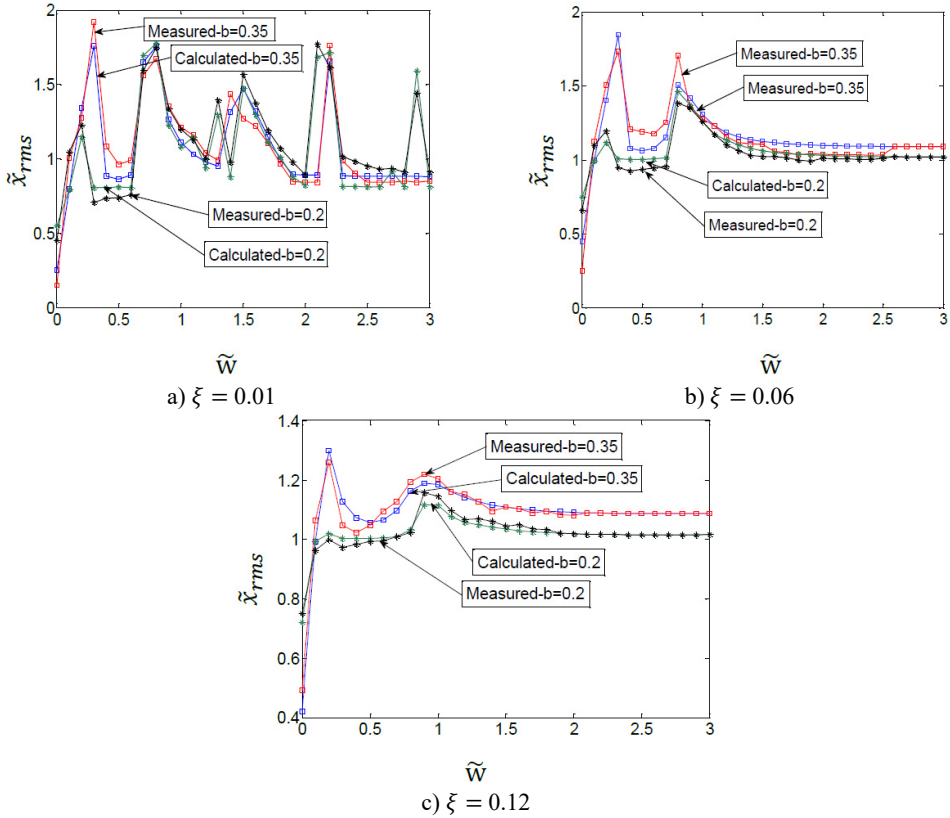 2
1.5
1
0.5
0
x̃rms
Measured-b=0.35
Calculated-b=0.35
Measured-b=0.2
Calculated-b=0.2
0 0.5 1 1.5 2 2.5 3
w̃
a) ξ = 0.01
2
1.5
1
0.5
0
x̃rms
Measured-b=0.35
Measured-b=0.35
Calculated-b=0.2
Measured-b=0.2
0 0.5 1 1.5 2 2.5 3
w̃
b) ξ = 0.06
1.4
1.2
1
0.8
0.6
0.4
x̃rms
Measured-b=0.35
Calculated-b=0.35
Calculated-b=0.2
Measured-b=0.2
0 0.5 1 1.5 2 2.5 3
w̃
c) ξ = 0.12